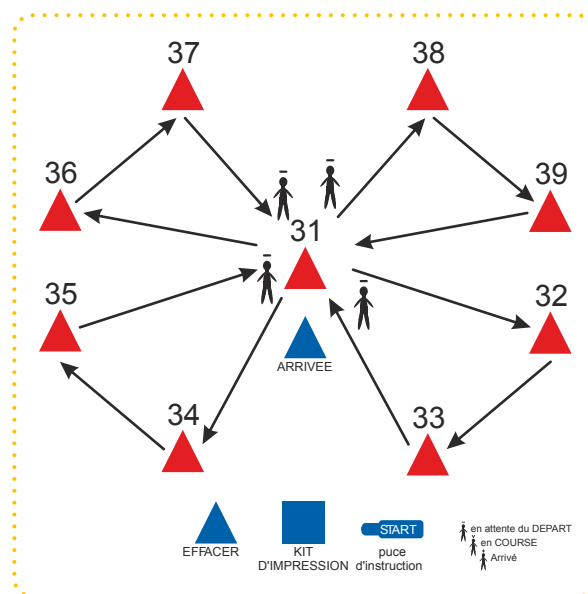 37
38
36
39
31
35
32
ARRIVEE
34
33
START
EFFACER
KIT
D'IMPRESSION
puce
d'instruction
en attente du DEPART
en COURSE
Arrivé